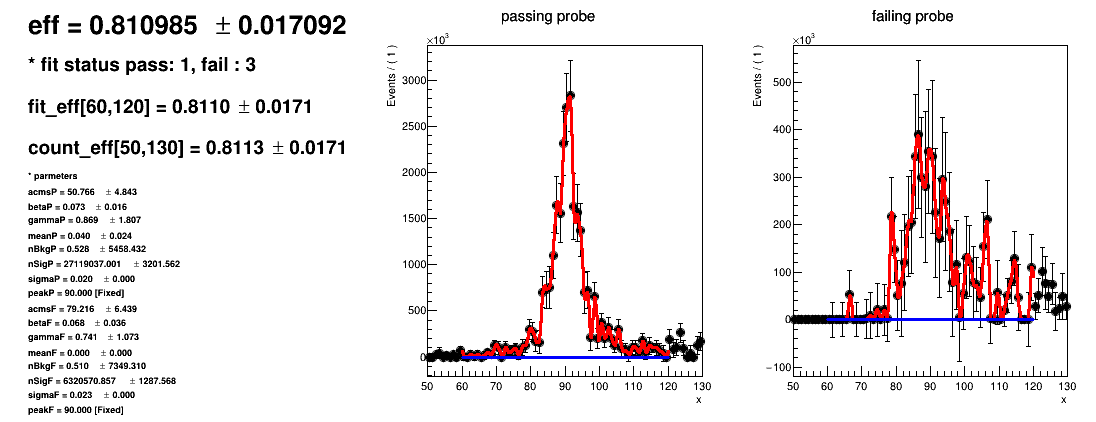 eff = 0.810985 ± 0.017092
* fit status pass: 1, fail : 3
fit_eff[60,120] = 0.8110 ± 0.0171
count_eff[50,130] = 0.8113 ± 0.0171
* parmeters
acmsP = 50.766 ± 4.843
betaP = 0.073 ± 0.016
gammaP = 0.869 ± 1.807
meanP = 0.040 ± 0.024
nBkgP = 0.528 ± 5458.432
nSigP = 27119037.001 ± 3201.562
sigmaP = 0.020 ± 0.000
peakP = 90.000 [Fixed]
acmsF = 79.216 ± 6.439
betaF = 0.068 ± 0.036
gammaF = 0.741 ± 1.073
meanF = 0.000 ± 0.000
nBkgF = 0.510 ± 7349.310
nSigF = 6320570.857 ± 1287.568
sigmaF = 0.023 ± 0.000
peakF = 90.000 [Fixed]
passing probe
×10³
Events / ( 1 )
3000
2500
2000
1500
1000
500
0
50 60 70 80 90 100 110 120 130
x
failing probe
×10³
Events / ( 1 )
500
400
300
200
100
0
−100
50 60 70 80 90 100 110 120 130
x